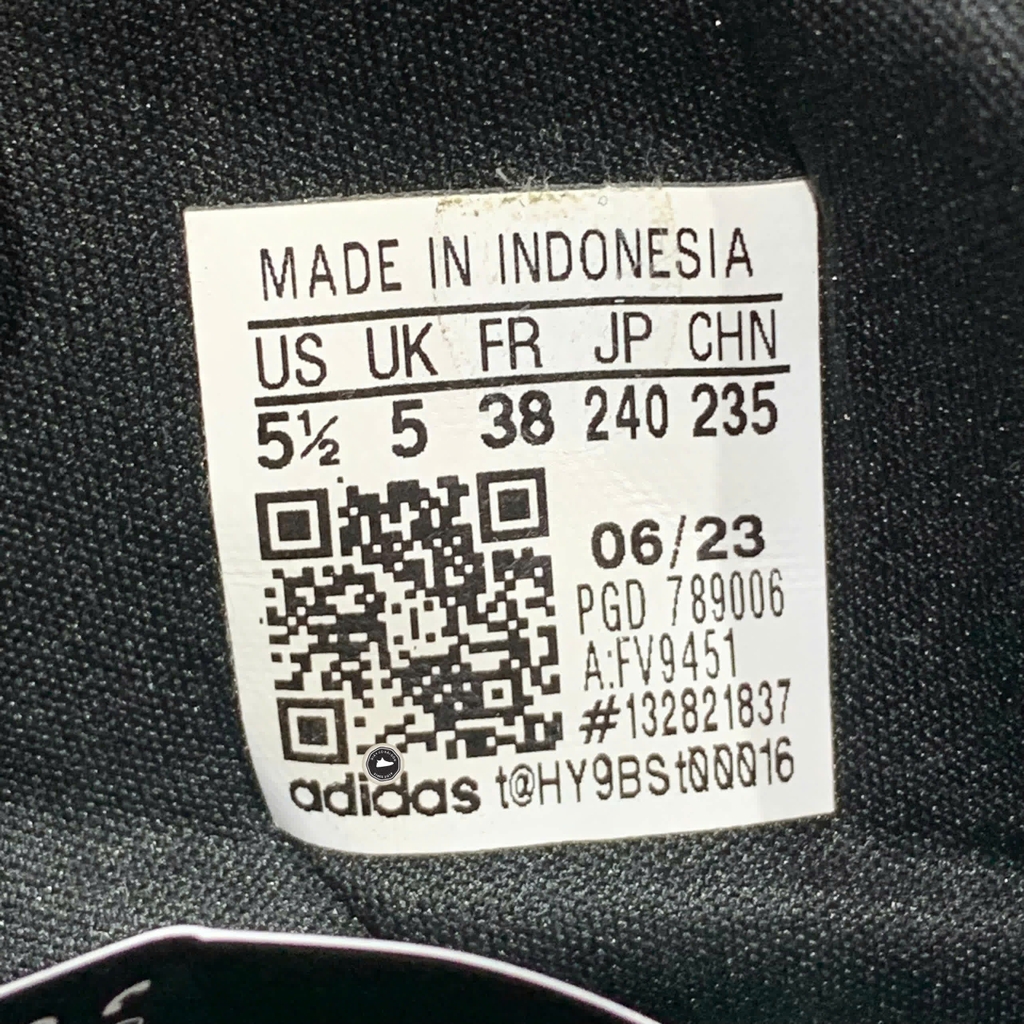 MADE IN INDONESIA
US UK FR JP CHN
5½ 5 38 240 235
06/23
PGD 789006
A:FV9451
#132821837
adidas t@HY9BSt00016